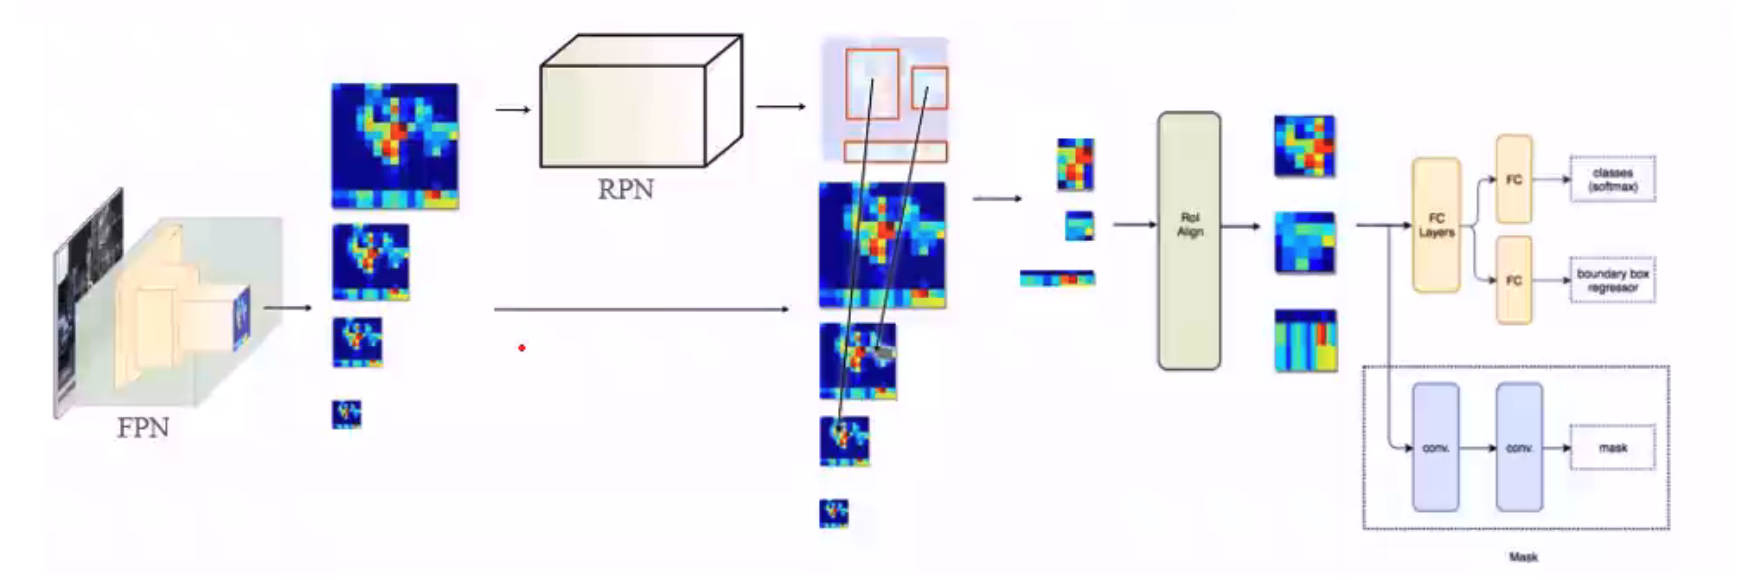 FPN
RPN
RoI
Align
FC
Layers
FC
classes
(softmax)
FC
boundary box
regressor
conv.
conv.
mask
Mask